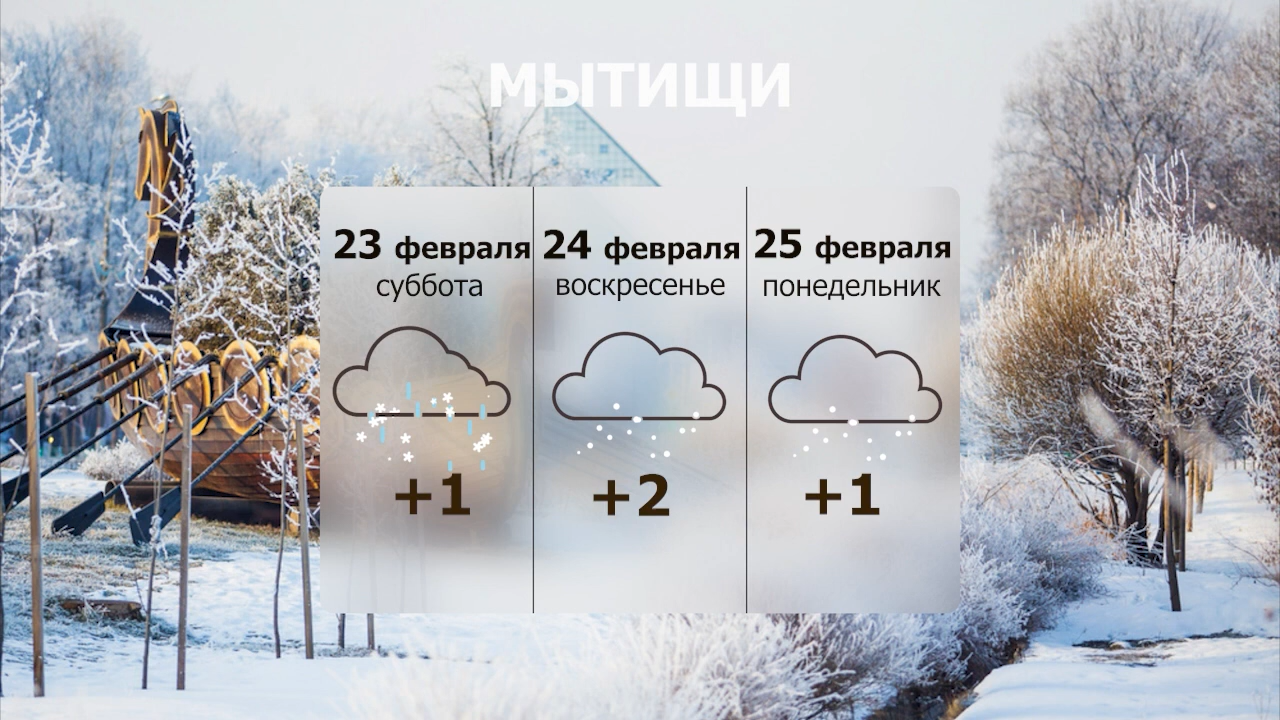 МЫТИЩИ
23 февраля
суббота
+1
24 февраля
воскресенье
+2
25 февраля
понедельник
+1